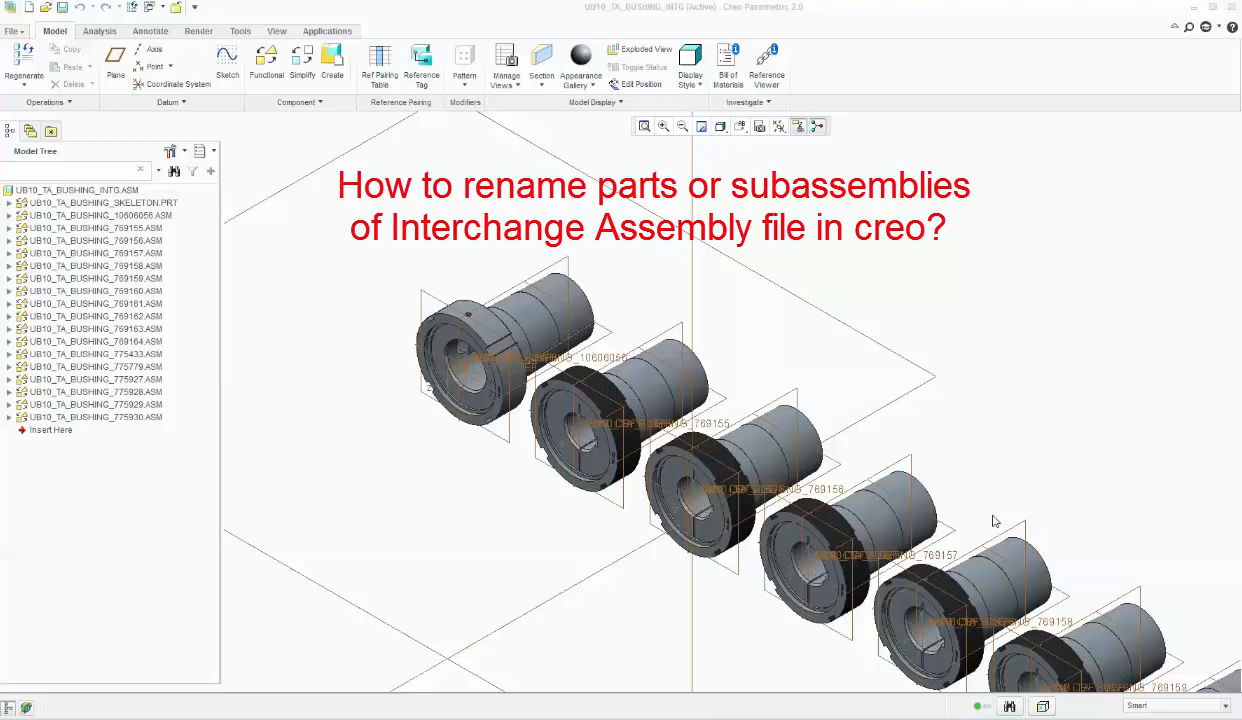 UB10_TA_BUSHING_INTG (Active) - Creo Parametric 2.0
File Model Analysis Annotate Render Tools View Applications
Regenerate
Copy
Paste
Delete
Operations
Plane
Axis
Point
Coordinate System
Sketch
Datum
Functional Simplify Create
Component
Ref Pairing Table
Reference Tag
Reference Pairing
Pattern
Modifiers
Manage Views
Section
Appearance Gallery
Exploded View
Toggle Status
Edit Position
Display Style
Model Display
Bill of Materials
Reference Viewer
Investigate
Model Tree
How to rename parts or subassemblies
of Interchange Assembly file in creo?
UB10_TA_BUSHING_INTG.ASM
UB10_TA_BUSHING_SKELETON.PRT
UB10_TA_BUSHING_10606056.ASM
UB10_TA_BUSHING_769155.ASM
UB10_TA_BUSHING_769156.ASM
UB10_TA_BUSHING_769157.ASM
UB10_TA_BUSHING_769158.ASM
UB10_TA_BUSHING_769159.ASM
UB10_TA_BUSHING_769160.ASM
UB10_TA_BUSHING_769161.ASM
UB10_TA_BUSHING_769162.ASM
UB10_TA_BUSHING_769163.ASM
UB10_TA_BUSHING_769164.ASM
UB10_TA_BUSHING_775433.ASM
UB10_TA_BUSHING_775779.ASM
UB10_TA_BUSHING_775927.ASM
UB10_TA_BUSHING_775928.ASM
UB10_TA_BUSHING_775929.ASM
UB10_TA_BUSHING_775930.ASM
Insert Here
Smart